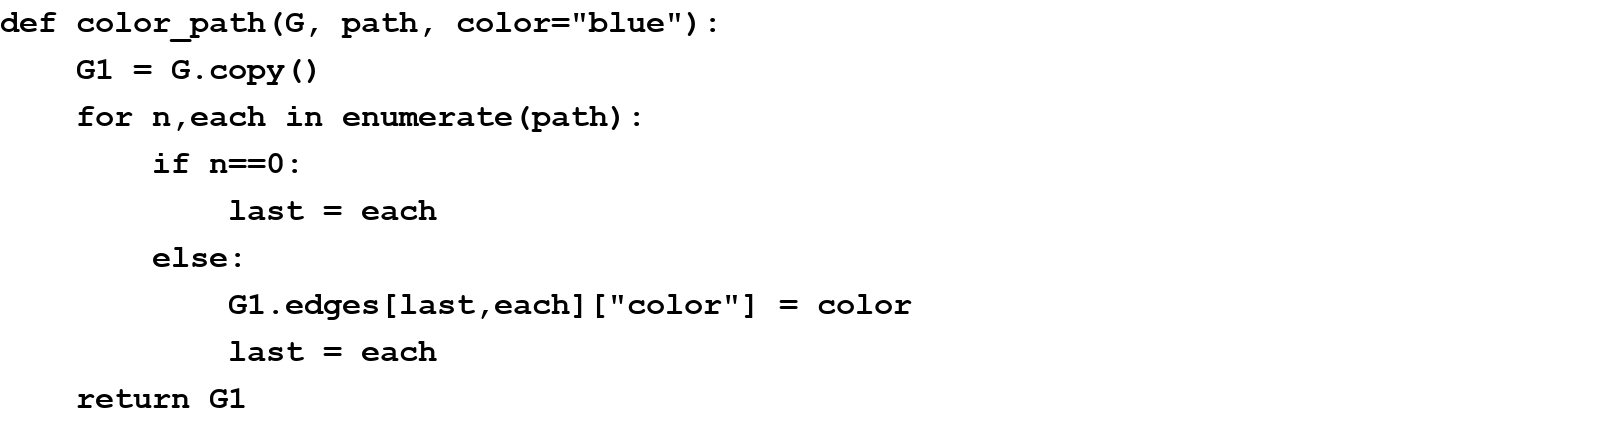 def color_path(G, path, color="blue"):
    G1 = G.copy()
    for n,each in enumerate(path):
        if n==0:
            last = each
        else:
            G1.edges[last,each]["color"] = color
            last = each
    return G1